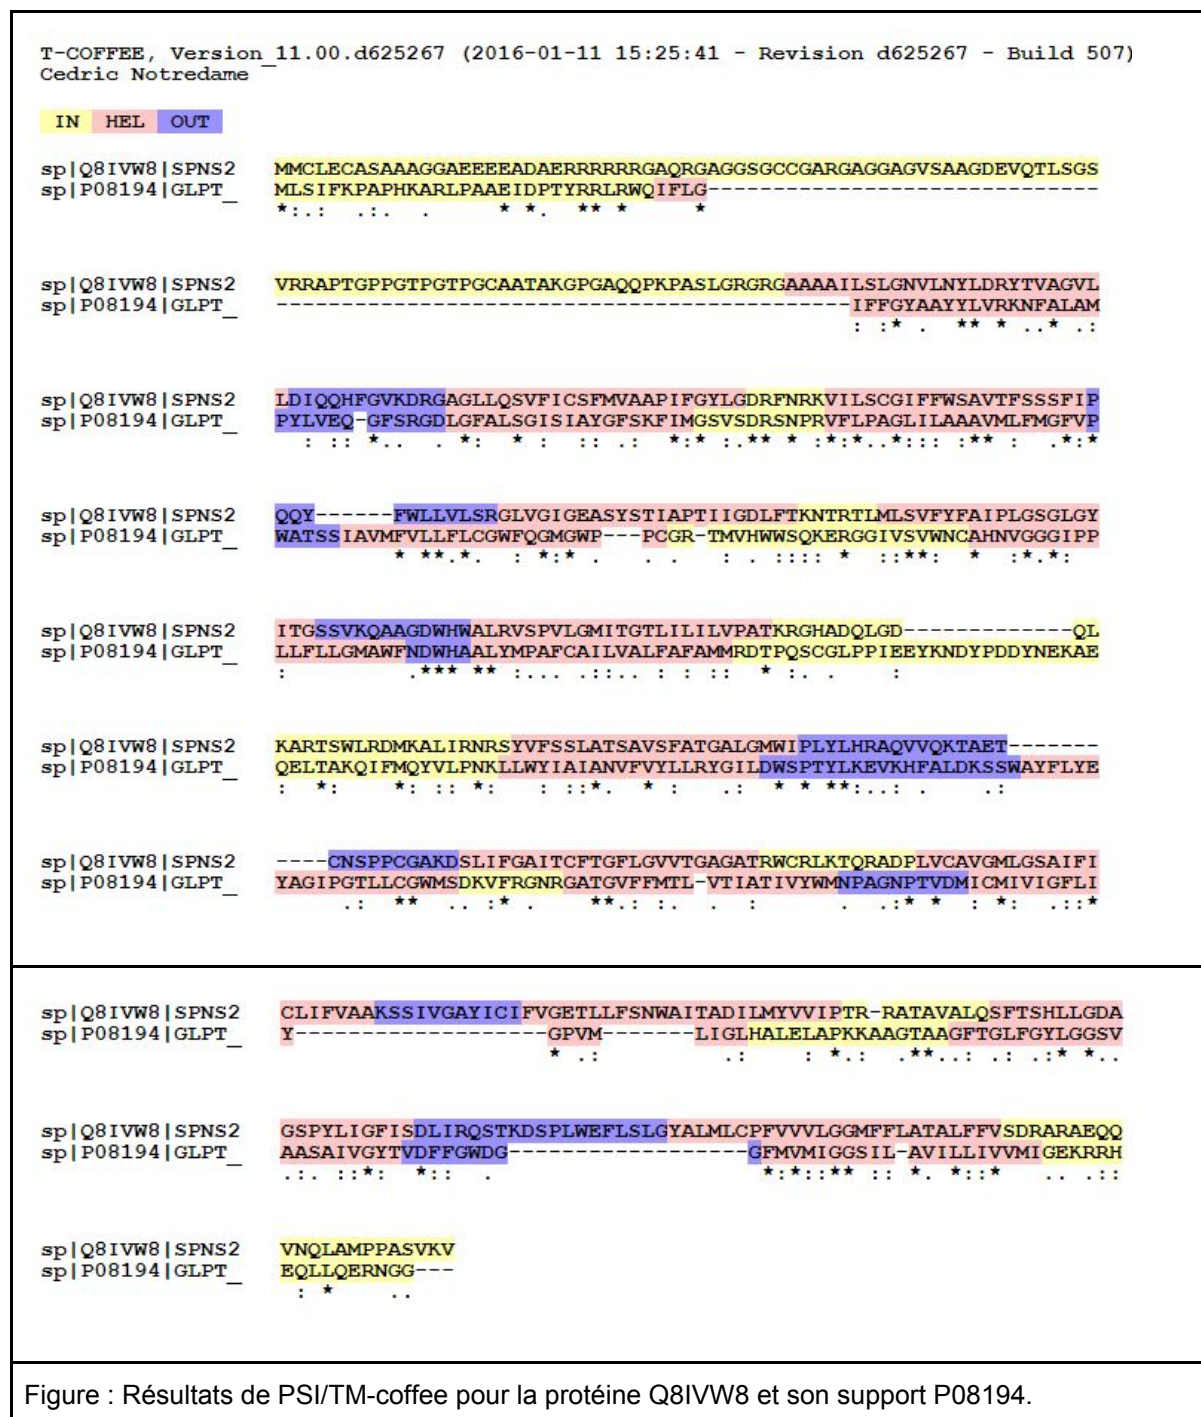 T-COFFEE, Version_11.00.d625267 (2016-01-11 15:25:41 - Revision d625267 - Build 507)
Cedric Notredame
IN HEL OUT
sp|Q8IVW8|SPNS2 MMCLECASAAAGGAEEEEADAERRRRRRGAQRGAGGSGCCGARGAGGAGVSAAGDEVQTLSGS
sp|P08194|GLPT_ MLSIFKPAPHKARLPAAEIDPTYRRLRWQIFLG------------------------------
*:.: .:. . * *. ** * *
sp|Q8IVW8|SPNS2 VRRAPTGPPGTPGTPGCAATAKGPGAQQPKPASLGRGRGAAAAILSLGNVLNYLDRYTVAGVL
sp|P08194|GLPT_ --------------------------------------------IFFGYAAYYLVRKNFALAM
: :* . ** * ..* .:
sp|Q8IVW8|SPNS2 LDIQQHFGVKDRGAGLLQSVFICSFMVAAPIFGYLGDRFNRKVILSCGIFFWSAVTFSSSFIP
sp|P08194|GLPT_ PYLVEQ-GFSRGDLGFALSGISIAYGFSKFIMGSVSDRSNPRVFLPAGLILAAAVMLFMGFVP
: :: *.. . *: * : :: .: *:* :.** * :*:*..*::: :** : .*:*
sp|Q8IVW8|SPNS2 QQY------FWLLVLSRGLVGIGEASYSTIAPTIIGDLFTKNTRTLMLSVFYFAIPLGSGLGY
sp|P08194|GLPT_ WATSSIAVMFVLLFLCGWFQGMGWP---PCGR-TMVHWWSQKERGGIVSVWNCAHNVGGGIPP
* **.*. : *:* . . . : . :::: * ::**: * :*.*:
sp|Q8IVW8|SPNS2 ITGSSVKQAAGDWHWALRVSPVLGMITGTLILILVPATKRGHADQLGD-------------QL
sp|P08194|GLPT_ LLFLLGMAWFNDWHAALYMPAFCAILVALFAFAMMRDTPQSCGLPPIEEYKNDYPDDYNEKAE
: .*** ** :... .::.. : : :: * :. . :
sp|Q8IVW8|SPNS2 KARTSWLRDMKALIRNRSYVFSSLATSAVSFATGALGMWIPLYLHRAQVVQKTAET-------
sp|P08194|GLPT_ QELTAKQIFMQYVLPNKLLWYIAIANVFVYLLRYGILDWSPTYLKEVKHFALDKSSWAYFLYE
: *: *: :: *: : ::*. * : .: * * **:..: . .:
sp|Q8IVW8|SPNS2 ----CNSPPCGAKDSLIFGAITCFTGFLGVVTGAGATRWCRLKTQRADPLVCAVGMLGSAIFI
sp|P08194|GLPT_ YAGIPGTLLCGWMSDKVFRGNRGATGVFFMTL-VTIATIVYWMNPAGNPTVDMICMIVIGFLI
.: ** .. :* . **.: :. . : . .:* * : *: .::*
sp|Q8IVW8|SPNS2 CLIFVAAKSSIVGAYICIFVGETLLFSNWAITADILMYVVIPTR-RATAVALQSFTSHLLGDA
sp|P08194|GLPT_ Y--------------------GPVM-------LIGLHALELAPKKAAGTAAGFTGLFGYLGGSV
* .: .: : *.: .**..: .: .:* *..
sp|Q8IVW8|SPNS2 GSPYLIGFISDLIRQSTKDSPLWEFLSLGYALMLCPFVVVLGGMFFLATALFFVSDRARAEQQ
sp|P08194|GLPT_ AASAIVGYTVDFFGWDG-------------------GFMVMIGGSIL-AVILLIVVMIGEKRRH
.:. ::*: *:: . *:*::** :: *. *::* .. .::
sp|Q8IVW8|SPNS2 VNQLAMPPASVKV
sp|P08194|GLPT_ EQLLQERNGG---
: * ..
Figure : Résultats de PSI/TM-coffee pour la protéine Q8IVW8 et son support P08194.